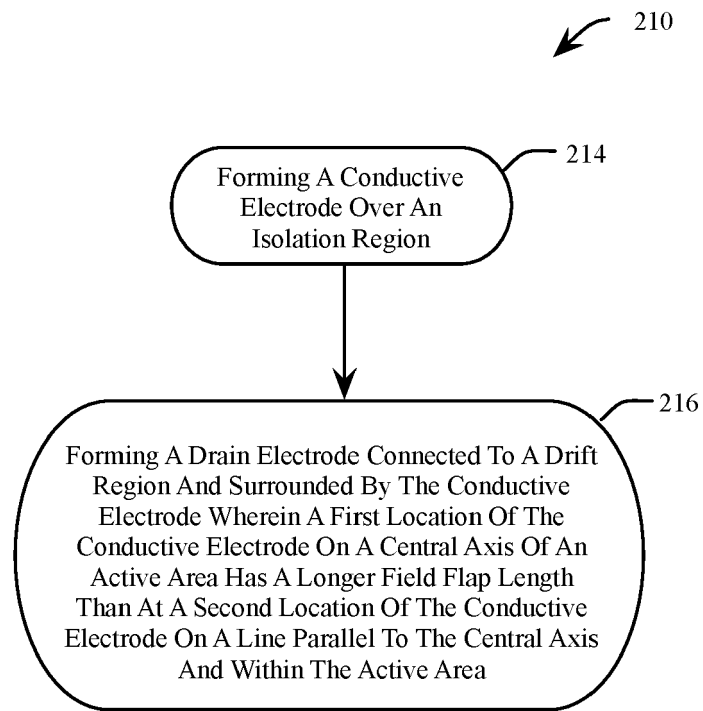 210
214
Forming A Conductive
Electrode Over An
Isolation Region
216
Forming A Drain Electrode Connected To A Drift
Region And Surrounded By The Conductive
Electrode Wherein A First Location Of The
Conductive Electrode On A Central Axis Of An
Active Area Has A Longer Field Flap Length
Than At A Second Location Of The Conductive
Electrode On A Line Parallel To The Central Axis
And Within The Active Area